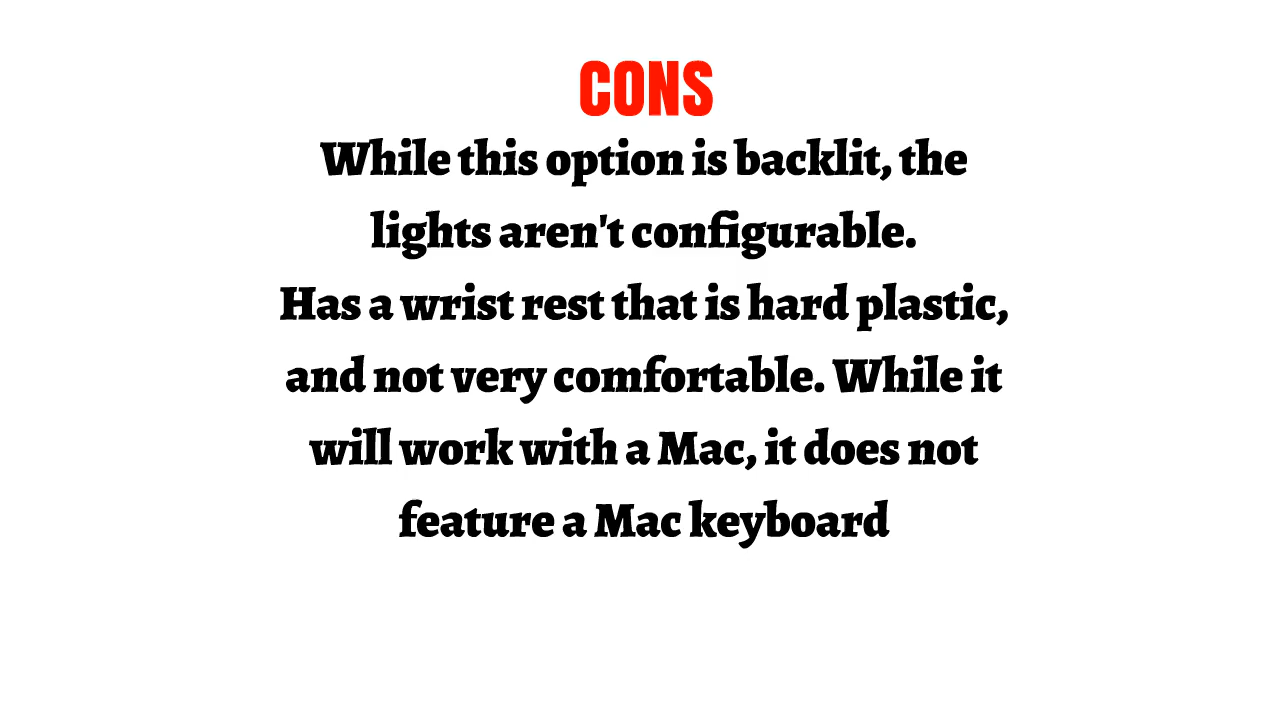 CONS
While this option is backlit, the
lights aren't configurable.
Has a wrist rest that is hard plastic,
and not very comfortable. While it
will work with a Mac, it does not
feature a Mac keyboard